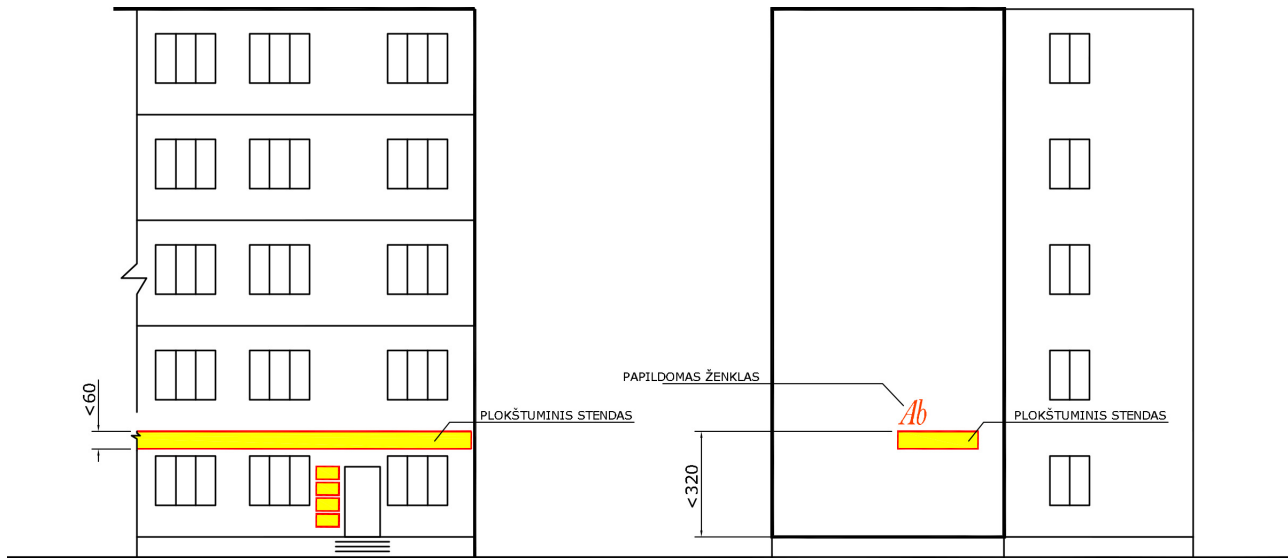 <60
PLOKŠTUMINIS STENDAS
PAPILDOMAS ŽENKLAS
Ab
PLOKŠTUMINIS STENDAS
<320